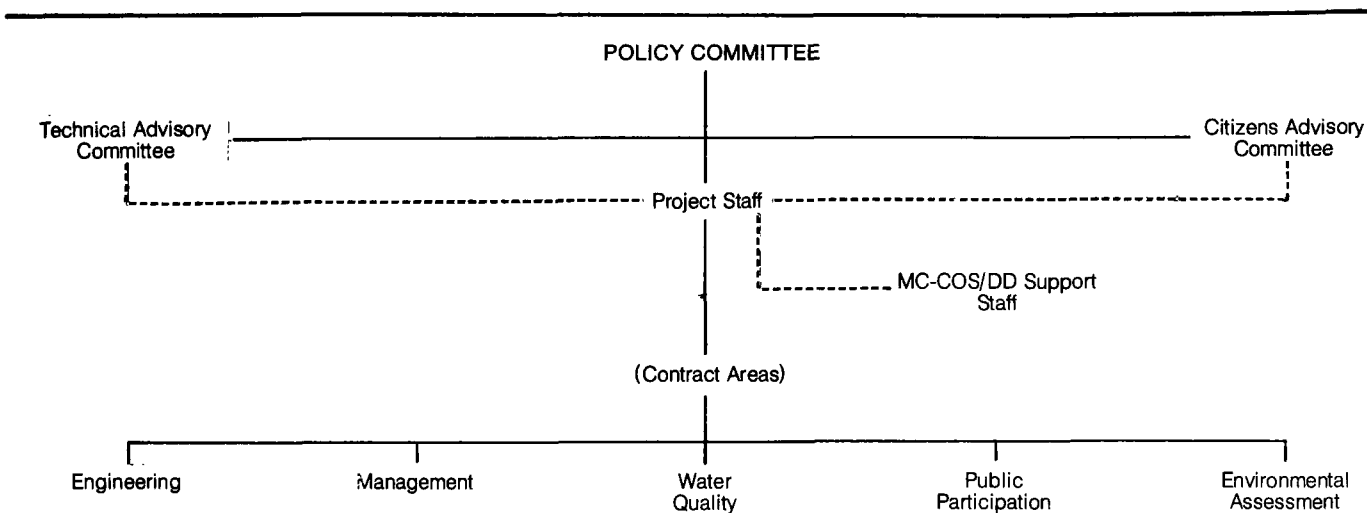 POLICY COMMITTEE
Technical Advisory
Committee
Citizens Advisory
Committee
Project Staff
MC-COS/DD Support
Staff
(Contract Areas)
Engineering
Management
Water
Quality
Public
Participation
Environmental
Assessment